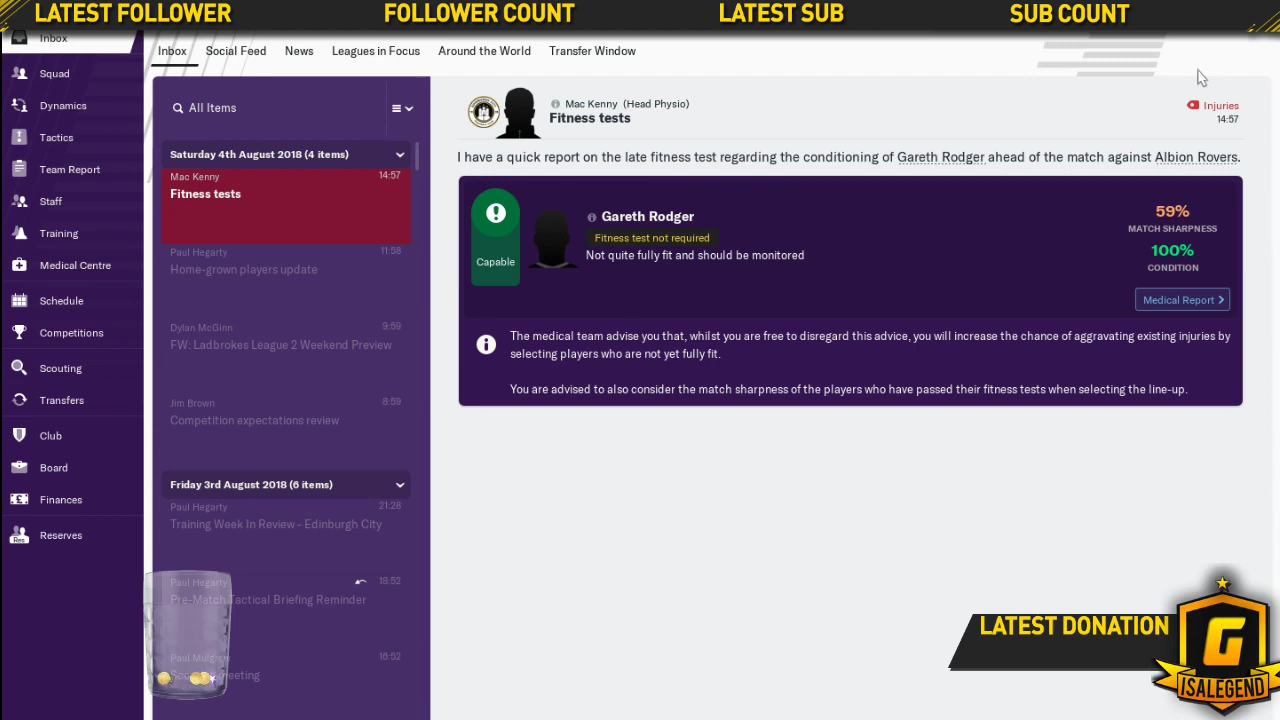 LATEST FOLLOWER
FOLLOWER COUNT
LATEST SUB
SUB COUNT
Inbox
Squad
Dynamics
Tactics
Team Report
Staff
Training
Medical Centre
Schedule
Competitions
Scouting
Transfers
Club
Board
Finances
Res
Reserves
Inbox
Social Feed
News
Leagues in Focus
Around the World
Transfer Window
All Items
Saturday 4th August 2018 (4 items)
Mac Kenny 14:57
Fitness tests
Paul Hegarty 11:58
Home-grown players update
Dylan McGinn 9:59
FW: Ladbrokes League 2 Weekend Preview
Jim Brown 8:59
Competition expectations review
Friday 3rd August 2018 (6 items)
Paul Hegarty 21:28
Training Week In Review - Edinburgh City
Paul Hegarty 18:52
Pre-Match Tactical Briefing Reminder
Paul Mulgrew 16:52
meeting
Mac Kenny (Head Physio)
Fitness tests
Injuries
14:57
I have a quick report on the late fitness test regarding the conditioning of Gareth Rodger ahead of the match against Albion Rovers.
Capable
Gareth Rodger
Fitness test not required
Not quite fully fit and should be monitored
59%
MATCH SHARPNESS
100%
CONDITION
Medical Report
The medical team advise you that, whilst you are free to disregard this advice, you will increase the chance of aggravating existing injuries by
selecting players who are not yet fully fit.
You are advised to also consider the match sharpness of the players who have passed their fitness tests when selecting the line-up.
LATEST DONATION
G
ISALEGEND